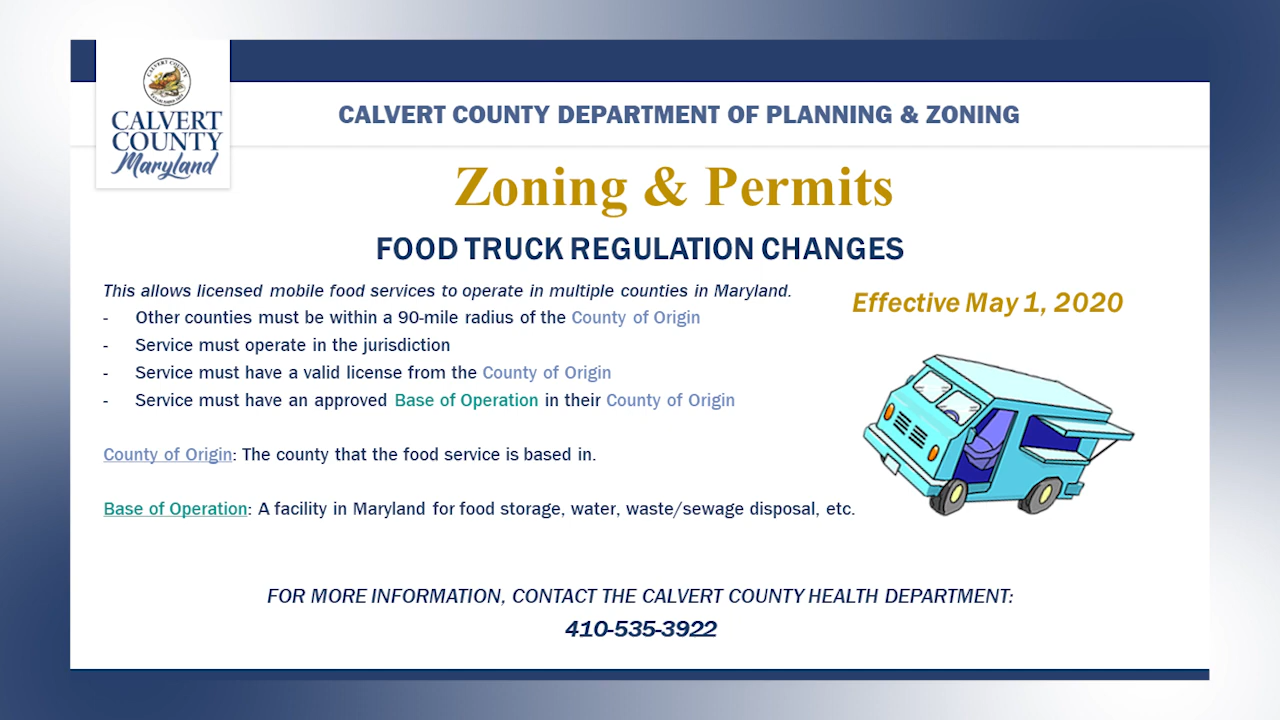 CALVERT COUNTY
CALVERT
COUNTY
Maryland
CALVERT COUNTY DEPARTMENT OF PLANNING & ZONING
Zoning & Permits
FOOD TRUCK REGULATION CHANGES
This allows licensed mobile food services to operate in multiple counties in Maryland.
Effective May 1, 2020
- Other counties must be within a 90-mile radius of the County of Origin
- Service must operate in the jurisdiction
- Service must have a valid license from the County of Origin
- Service must have an approved Base of Operation in their County of Origin
County of Origin: The county that the food service is based in.
Base of Operation: A facility in Maryland for food storage, water, waste/sewage disposal, etc.
FOR MORE INFORMATION, CONTACT THE CALVERT COUNTY HEALTH DEPARTMENT:
410-535-3922